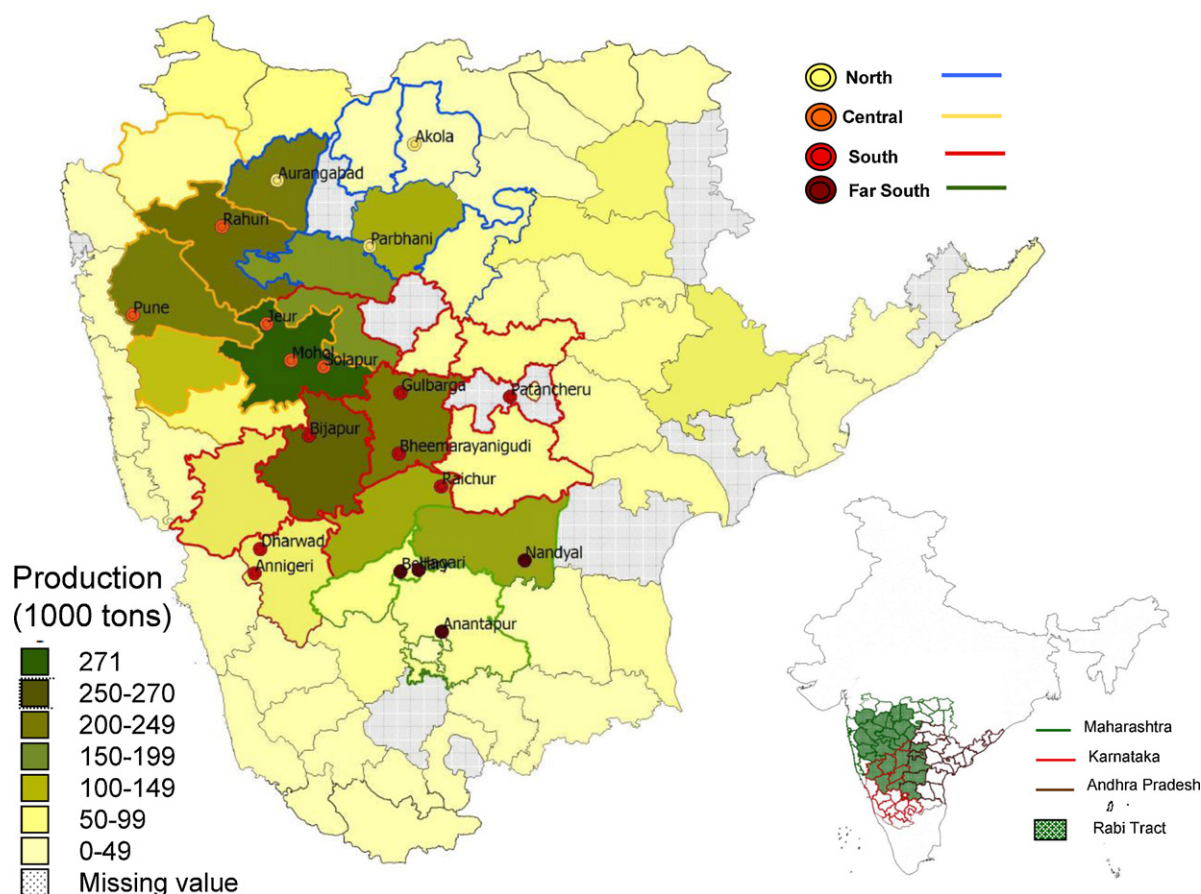 North
Central
South
Far South
Akola
Aurangabad
Rahuri
Parbhani
Pune
Jeur
Mohol
Solapur
Gulbarga
Patancheru
Bijapur
Bheemarayanigudi
Raichur
Dharwad
Annigeri
Nandyal
Anantapur
Production
(1000 tons)
271
250-270
200-249
150-199
100-149
50-99
0-49
Missing value
Maharashtra
Karnataka
Andhra Pradesh
Rabi Tract